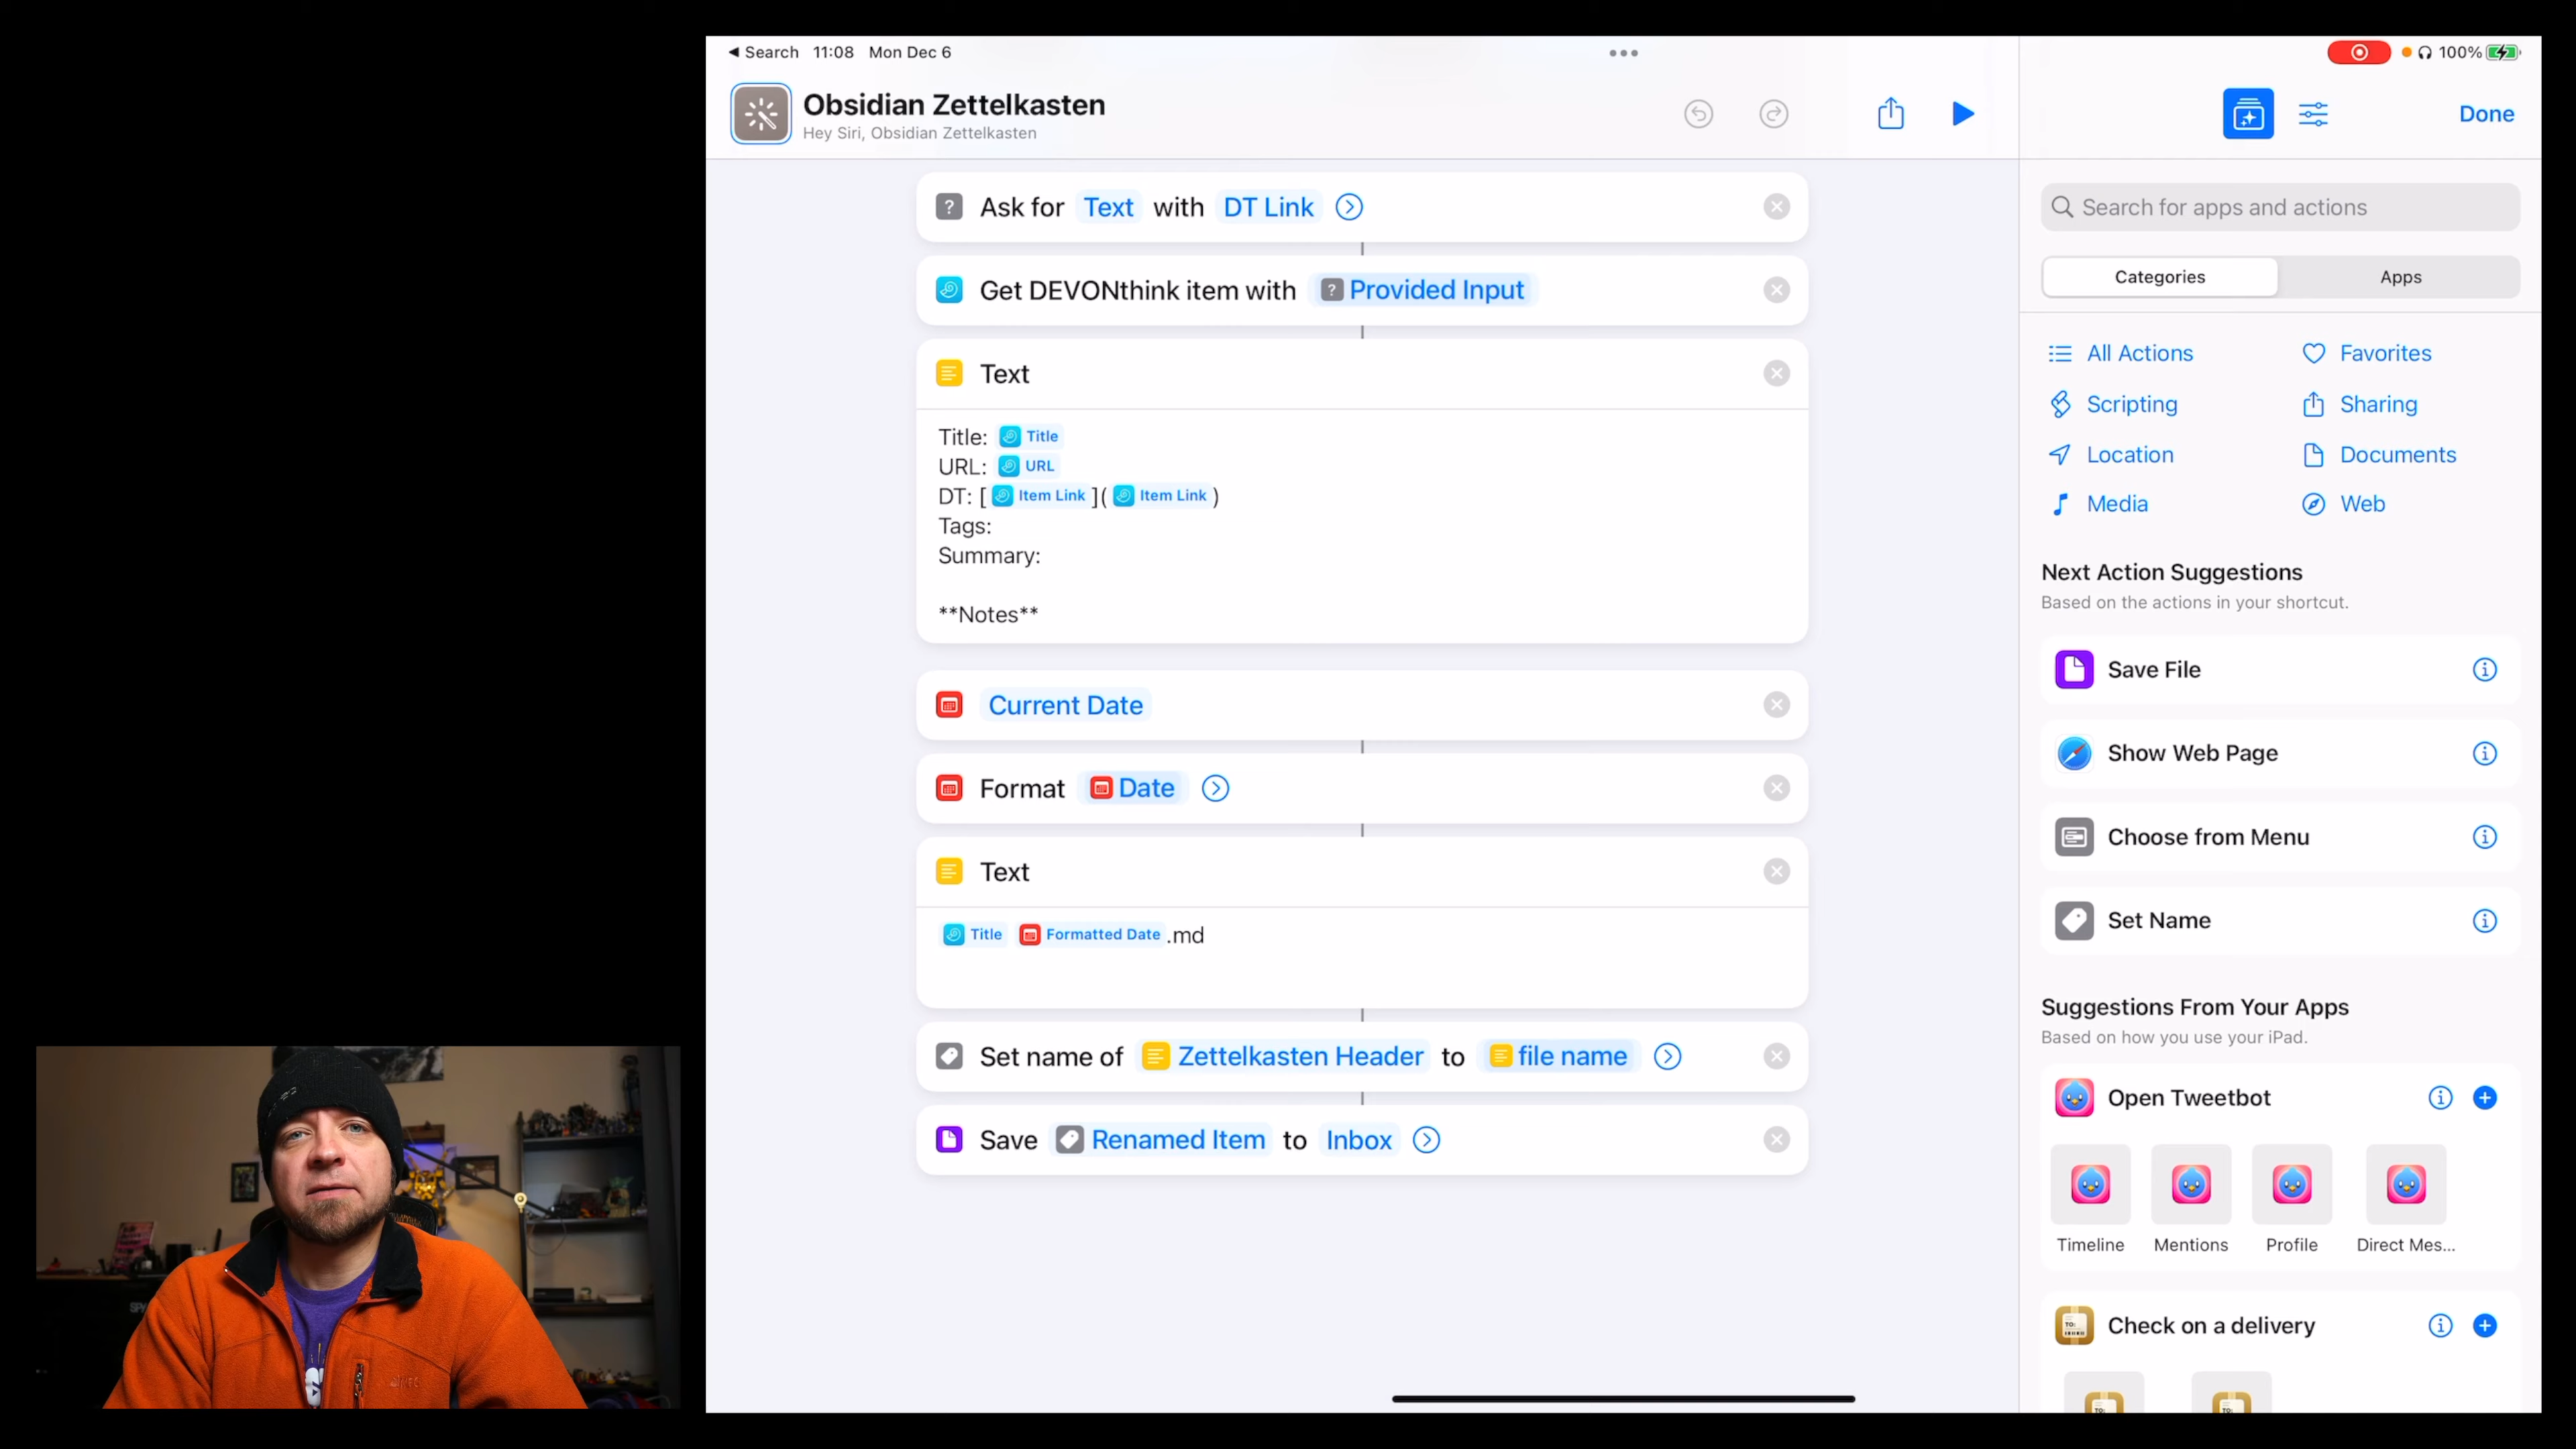 Search 11:08 Mon Dec 6
100%
Obsidian Zettelkasten
Hey Siri, Obsidian Zettelkasten
Done
Ask for Text with DT Link
Get DEVONthink item with Provided Input
Text
Title: Title
URL: URL
DT: [ Item Link ]( Item Link )
Tags:
Summary:
**Notes**
Current Date
Format Date
Text
Title Formatted Date .md
Set name of Zettelkasten Header to file name
Save Renamed Item to Inbox
Search for apps and actions
Categories Apps
All Actions Favorites
Scripting Sharing
Location Documents
Media Web
Next Action Suggestions
Based on the actions in your shortcut.
Save File
Show Web Page
Choose from Menu
Set Name
Suggestions From Your Apps
Based on how you use your iPad.
Open Tweetbot
Timeline Mentions Profile Direct Mes...
Check on a delivery
TO: